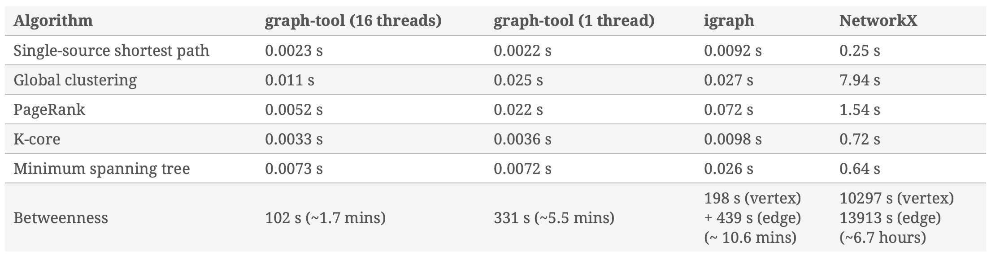 Algorithm graph-tool (16 threads) graph-tool (1 thread) igraph NetworkX
Single-source shortest path 0.0023 s 0.0022 s 0.0092 s 0.25 s
Global clustering 0.011 s 0.025 s 0.027 s 7.94 s
PageRank 0.0052 s 0.022 s 0.072 s 1.54 s
K-core 0.0033 s 0.0036 s 0.0098 s 0.72 s
Minimum spanning tree 0.0073 s 0.0072 s 0.026 s 0.64 s
198 s (vertex) 10297 s (vertex)
Betweenness 102 s (~1.7 mins) 331 s (~5.5 mins) + 439 s (edge) 13913 s (edge)
(~ 10.6 mins) (~6.7 hours)